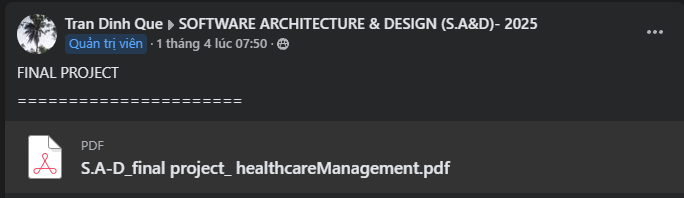 Tran Dinh Que SOFTWARE ARCHITECTURE & DESIGN (S.A&D)- 2025
Quản trị viên · 1 tháng 4 lúc 07:50 ·
FINAL PROJECT
======================
PDF
S.A-D_final project_ healthcareManagement.pdf